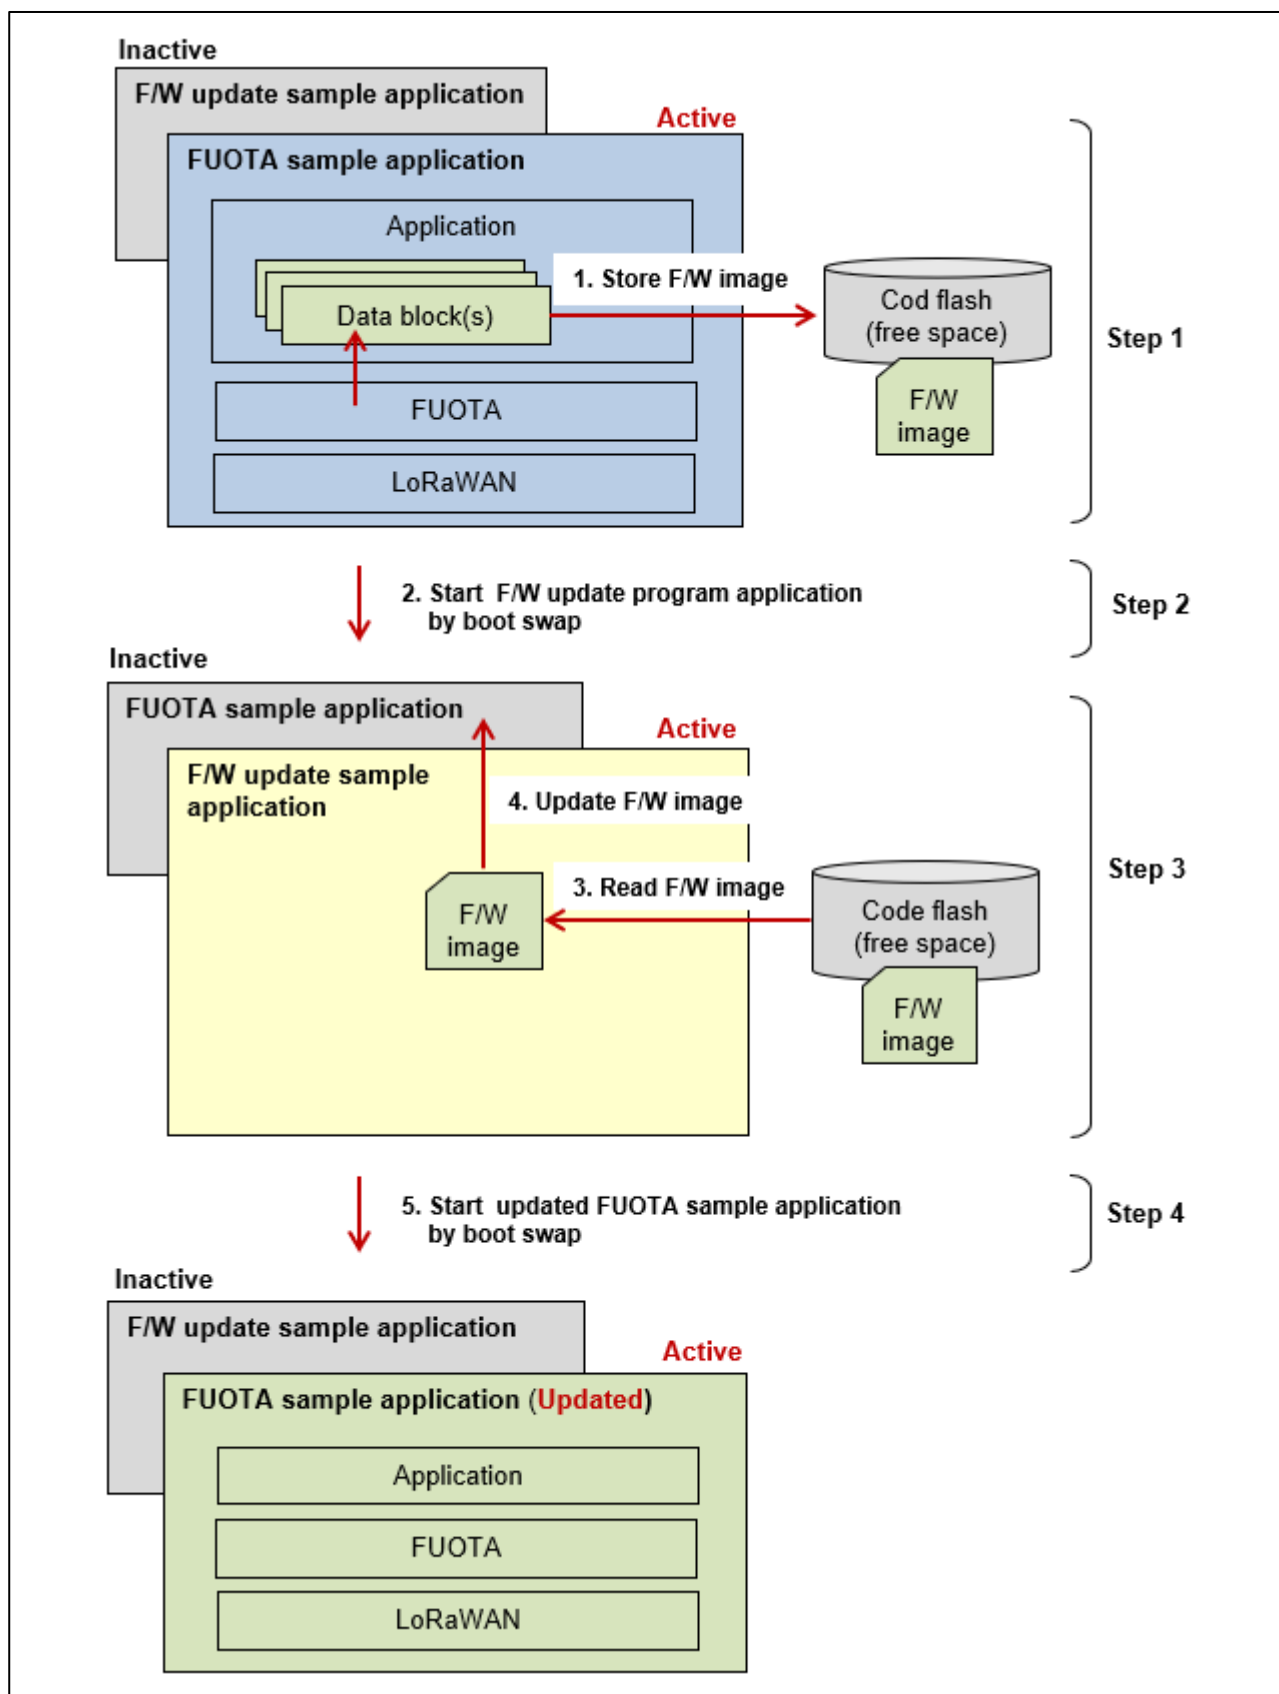 Inactive
F/W update sample application
Active
FUOTA sample application
Application
1. Store F/W image
Data block(s)
Cod flash
(free space)
Step 1
F/W
image
FUOTA
LoRaWAN
2. Start F/W update program application
by boot swap
Step 2
Inactive
FUOTA sample application
Active
F/W update sample
application
4. Update F/W image
3. Read F/W image
Step 3
F/W
image
Code flash
(free space)
F/W
image
5. Start updated FUOTA sample application
by boot swap
Step 4
Inactive
F/W update sample application
Active
FUOTA sample application (Updated)
Application
FUOTA
LoRaWAN